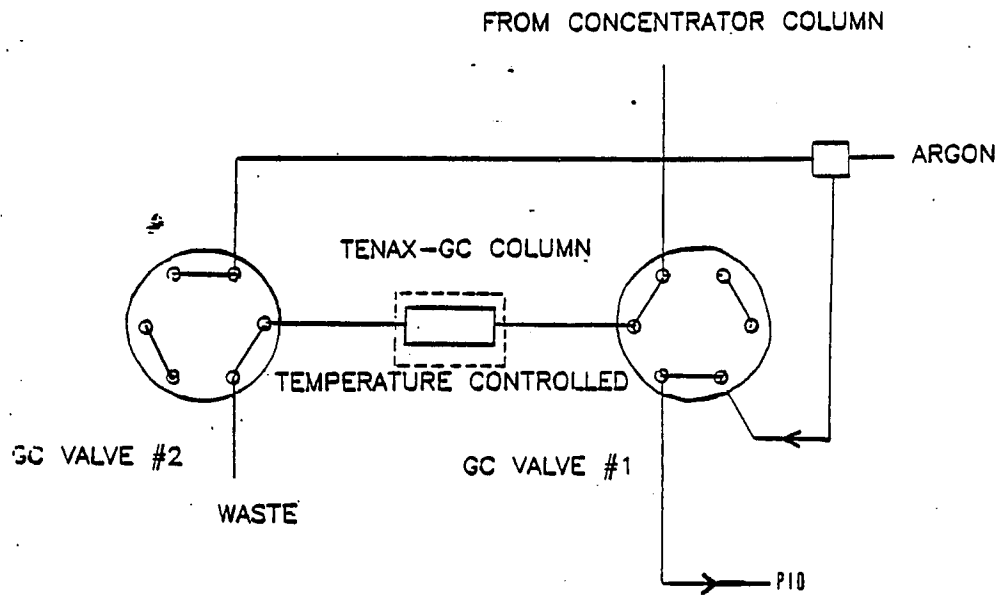 FROM CONCENTRATOR COLUMN
ARGON
TENAX-GC COLUMN
TEMPERATURE CONTROLLED
GC VALVE #2
GC VALVE #1
WASTE
PID